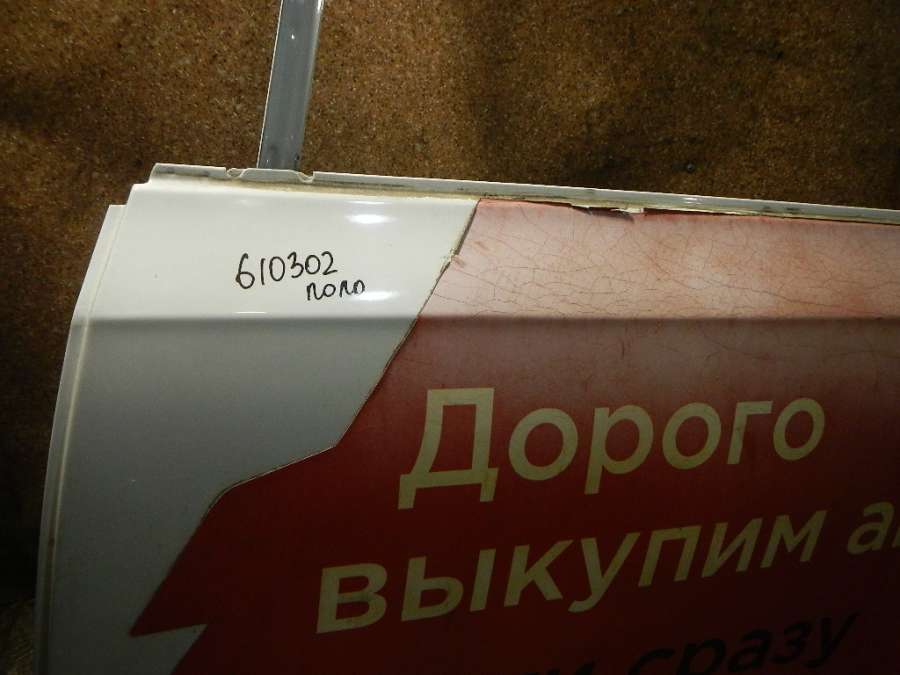 610302
поло
Дорого
выкупим а
сразу